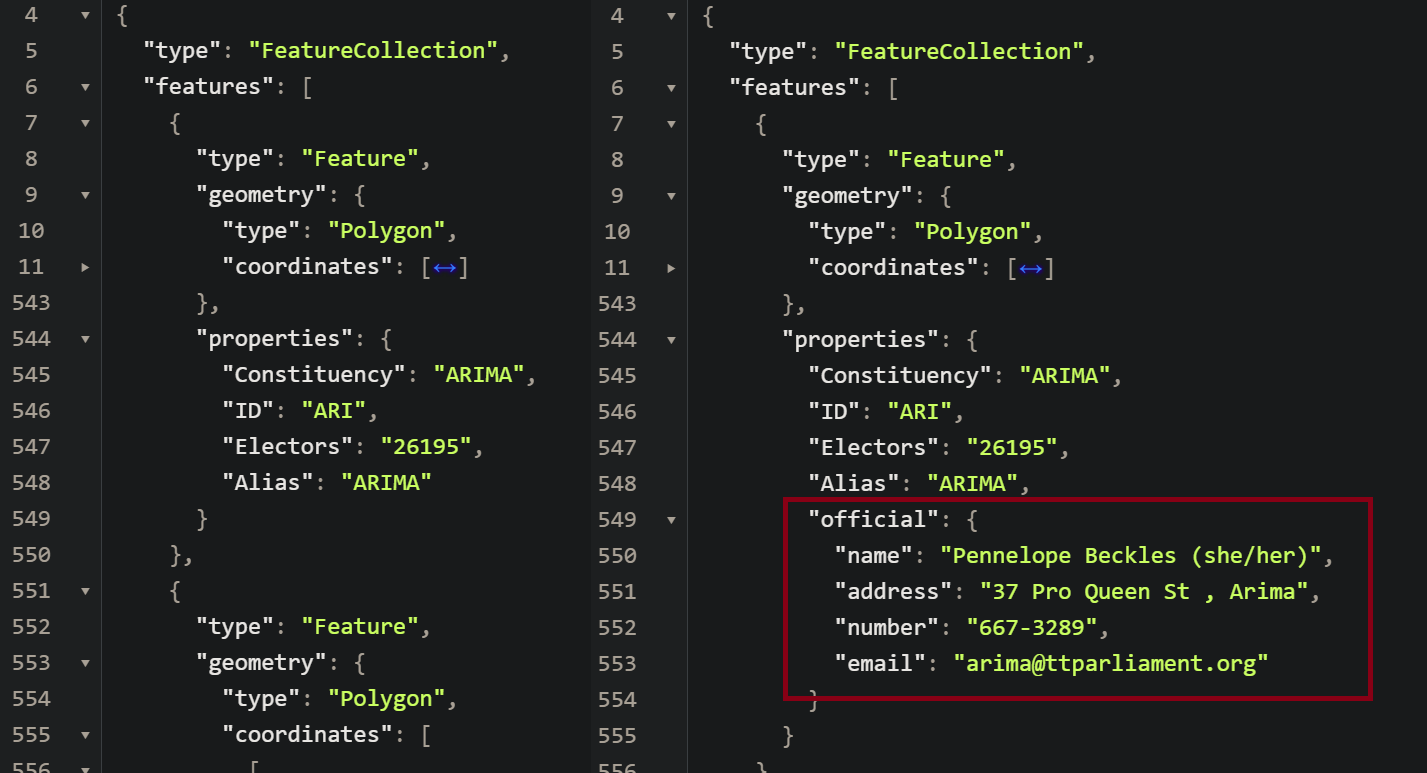 4 {
5 "type": "FeatureCollection",
6 "features": [
7 {
8 "type": "Feature",
9 "geometry": {
10 "type": "Polygon",
11 "coordinates": [↔]
543 },
544 "properties": {
545 "Constituency": "ARIMA",
546 "ID": "ARI",
547 "Electors": "26195",
548 "Alias": "ARIMA"
549 }
550 },
551 {
552 "type": "Feature",
553 "geometry": {
554 "type": "Polygon",
555 "coordinates": [
556 [
4 {
5 "type": "FeatureCollection",
6 "features": [
7 {
8 "type": "Feature",
9 "geometry": {
10 "type": "Polygon",
11 "coordinates": [↔]
543 },
544 "properties": {
545 "Constituency": "ARIMA",
546 "ID": "ARI",
547 "Electors": "26195",
548 "Alias": "ARIMA",
549 "official": {
550 "name": "Pennelope Beckles (she/her)",
551 "address": "37 Pro Queen St , Arima",
552 "number": "667-3289",
553 "email": "arima@ttparliament.org"
554 }
555 }
556 }